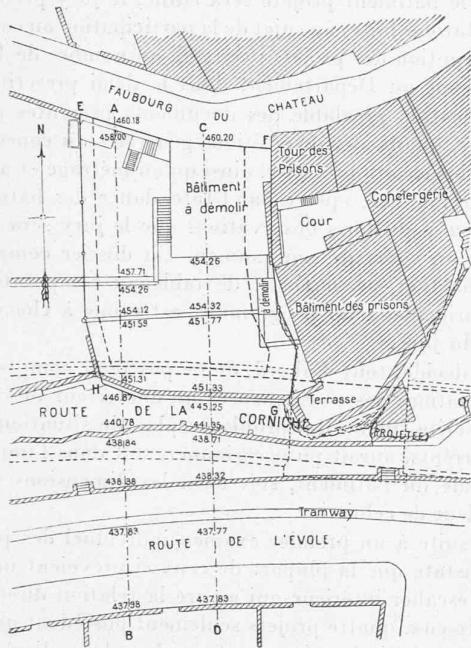 FAUBOURG DU CHATEAU
E A C F
460.18
458.00 460.20
N
Tour des
Prisons
Conciergerie
Bâtiment
à démolir
Cour
454.26
457.71
454.26
454.12 454.32
451.59 451.77
à démolir
Bâtiment des prisons
451.31 451.33
H 446.87
ROUTE DE LA CORNICHE
445.25
G
Terrasse
440.78 441.95
438.84 438.71
(PROJETÉE)
438.38 438.32
Tramway
437.83 437.77
ROUTE DE L'EVOLE
437.98 437.83
B D